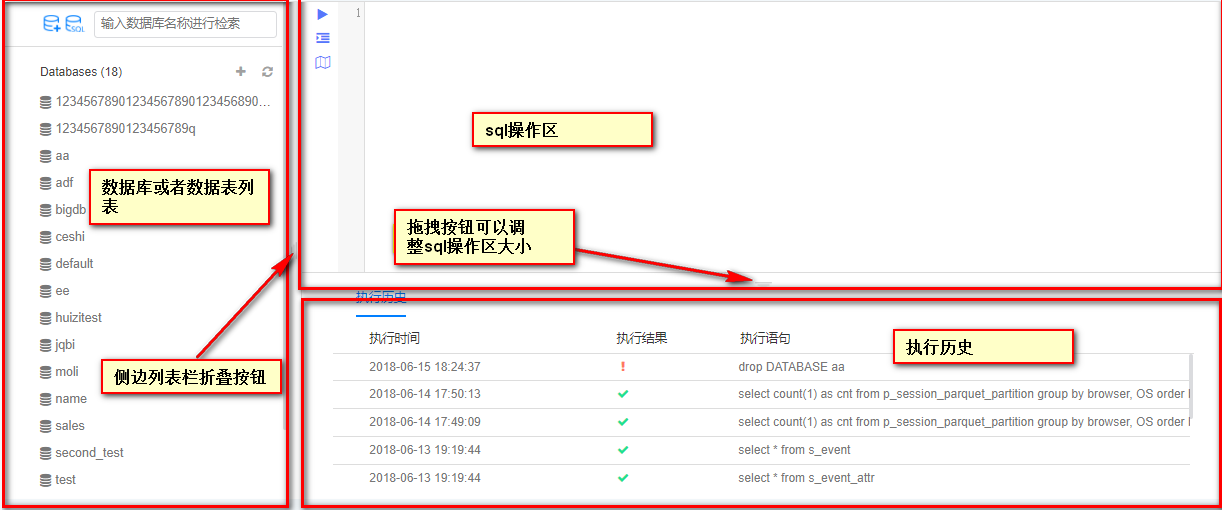 SQL
输入数据库名称进行检索
Databases (18)
12345678901234567890123456890...
1234567890123456789q
aa
adf
bigdb
ceshi
default
ee
huizitest
jqbi
moli
name
sales
second_test
test
数据库或者数据表列
表
侧边列表栏折叠按钮
1
sql操作区
拖拽按钮可以调
整sql操作区大小
执行历史
执行历史
执行时间 执行结果 执行语句
2018-06-15 18:24:37 drop DATABASE aa
2018-06-14 17:50:13 select count(1) as cnt from p_session_parquet_partition group by browser, OS order
2018-06-14 17:49:09 select count(1) as cnt from p_session_parquet_partition group by browser, OS order
2018-06-13 19:19:44 select * from s_event
2018-06-13 19:19:44 select * from s_event_attr